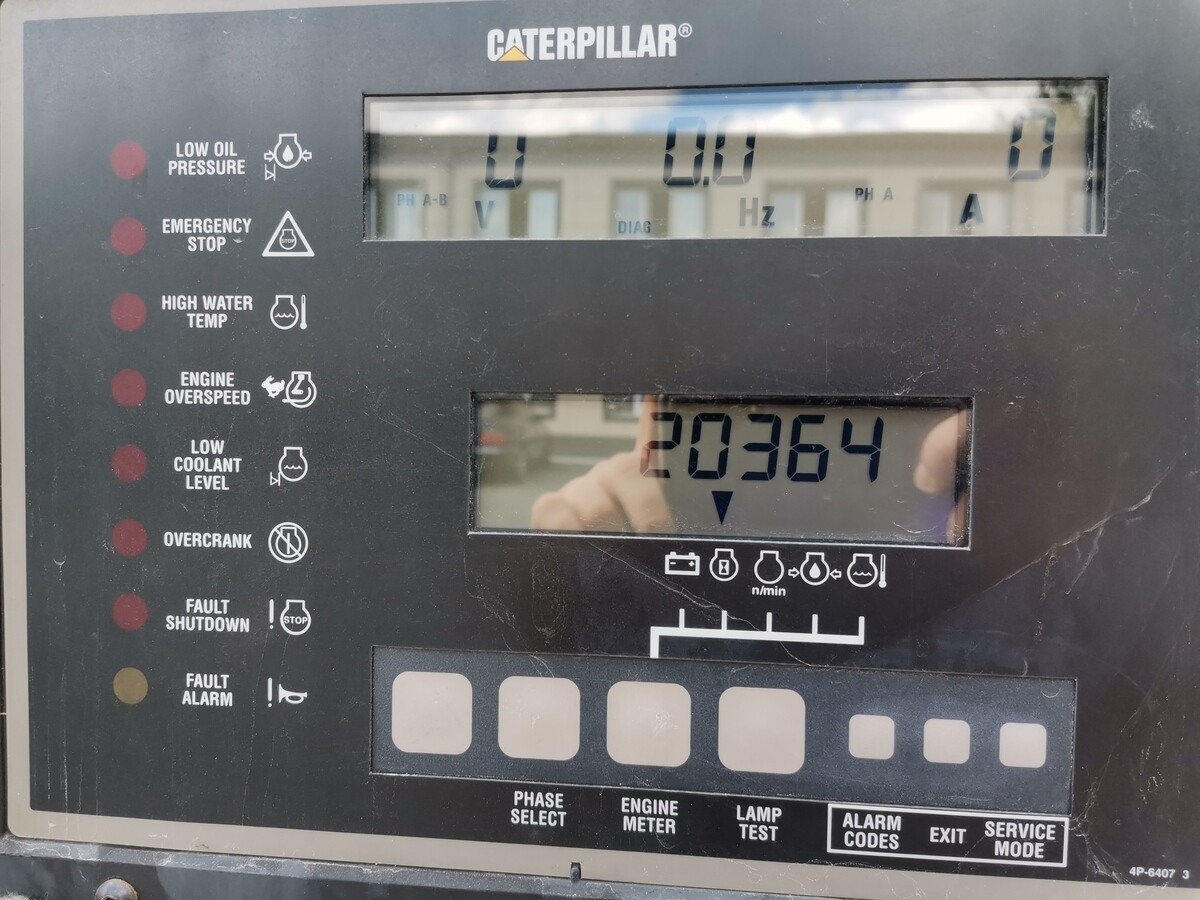 CATERPILLAR®
0 0.0 0
PH A-B V DIAG Hz PH A A
LOW OIL
PRESSURE
EMERGENCY
STOP
STOP
HIGH WATER
TEMP
ENGINE
OVERSPEED
LOW
COOLANT
LEVEL
OVERCRANK
FAULT
SHUTDOWN
! STOP
FAULT
ALARM
!
20364
n/min
PHASE
SELECT
ENGINE
METER
LAMP
TEST
ALARM
CODES
EXIT
SERVICE
MODE
4P-6407 3